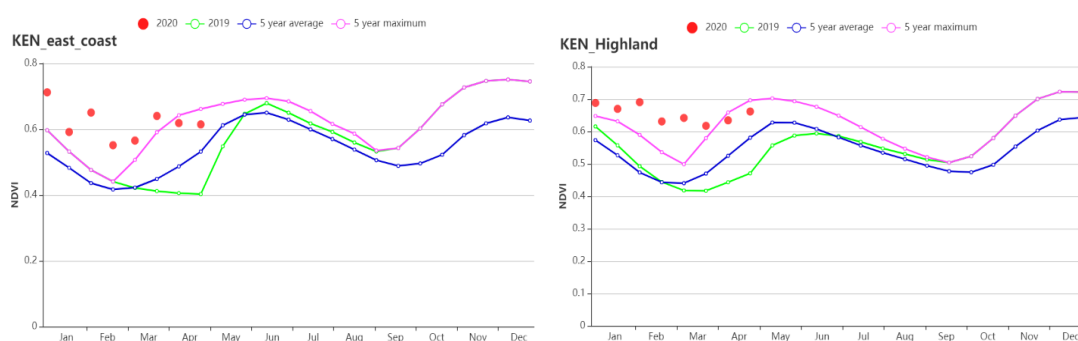 2020 2019 5 year average 5 year maximum
KEN_east_coast
0.8
0.6
0.4
0.2
0
NDVI
Jan Feb Mar Apr May Jun Jul Aug Sep Oct Nov Dec
2020 2019 5 year average 5 year maximum
KEN_Highland
0.8
0.7
0.6
0.5
0.4
0.3
0.2
0.1
0
NDVI
Jan Feb Mar Apr May Jun Jul Aug Sep Oct Nov Dec